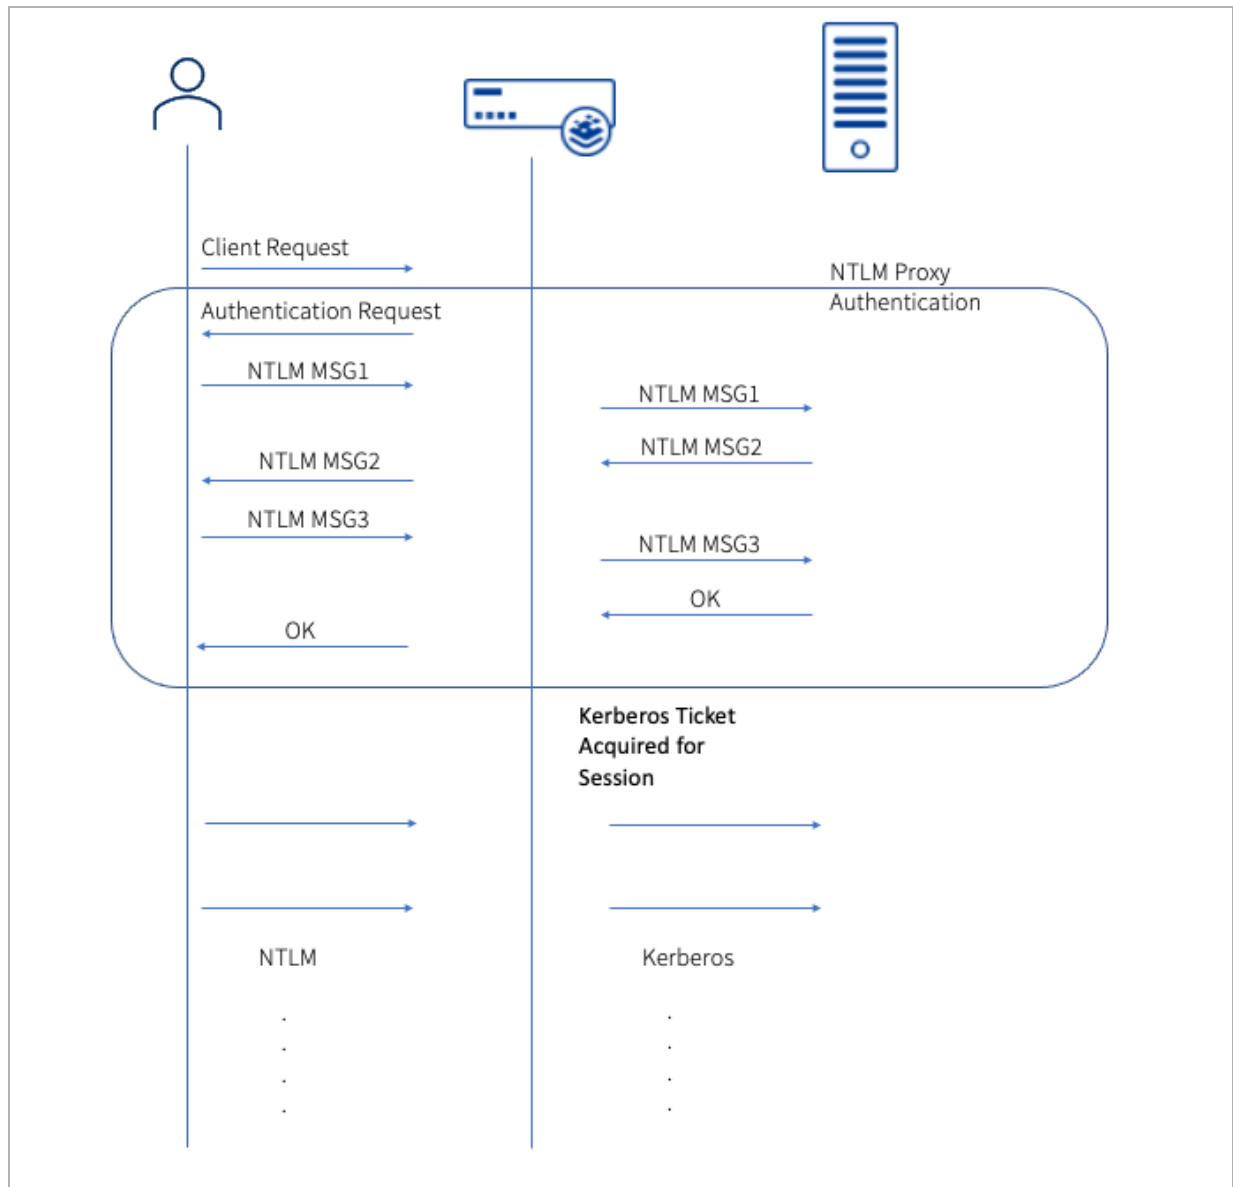 Client Request
NTLM Proxy
Authentication
Authentication Request
NTLM MSG1
NTLM MSG1
NTLM MSG2
NTLM MSG2
NTLM MSG3
NTLM MSG3
OK
OK
Kerberos Ticket
Acquired for
Session
NTLM
Kerberos